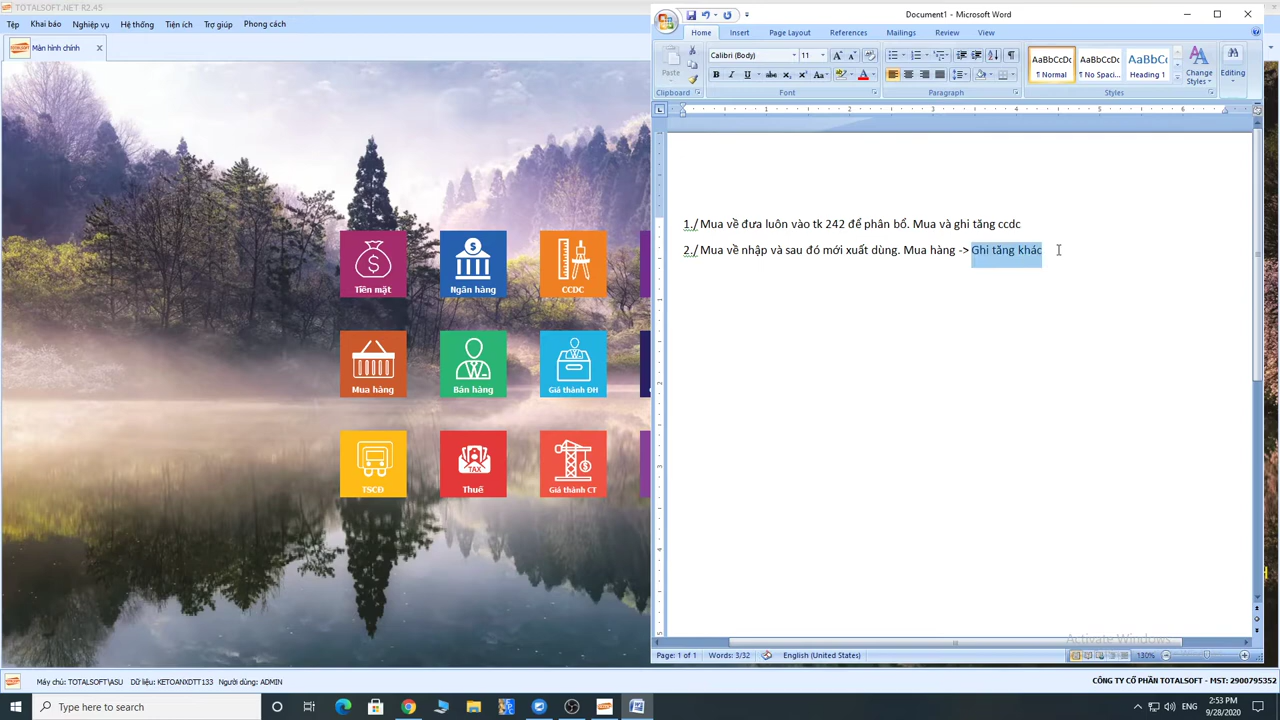 TOTALSOFT.NET R2.45
Document1 - Microsoft Word
Tệp Khai báo Nghiệp vụ Hệ thống Tiện ích Trợ giúp Phong cách
Home Insert Page Layout References Mailings Review View
Màn hình chính
Paste
Calibri (Body) 11
AaBbCcDc AaBbCcDc AaBbCc
¶ Normal ¶ No Spaci... Heading 1
Change Styles
Editing
Clipboard Font Paragraph Styles
1./ Mua về đưa luôn vào tk 242 để phân bổ. Mua và ghi tăng ccdc
2./ Mua về nhập và sau đó mới xuất dùng. Mua hàng -> Ghi tăng khác
Tiền mặt Ngân hàng CCDC
Mua hàng Bán hàng Giá thành ĐH
TAX
TSCĐ Thuế Giá thành CT
Activate Windows
Page: 1 of 1 Words: 3/32 English (United States) 130%
Máy chủ: TOTALSOFT\ASU Dữ liệu: KETOANXDTT133 Người dùng: ADMIN
CÔNG TY CỔ PHẦN TOTALSOFT - MST: 2900795352
Type here to search
ENG
2:53 PM
9/28/2020